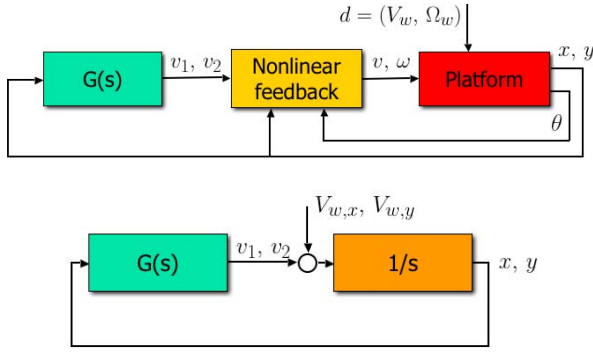 d = (V_w, Ω_w)
G(s)
v_1, v_2
Nonlinear
feedback
v, ω
Platform
x, y
θ
V_{w,x}, V_{w,y}
G(s)
v_1, v_2
1/s
x, y